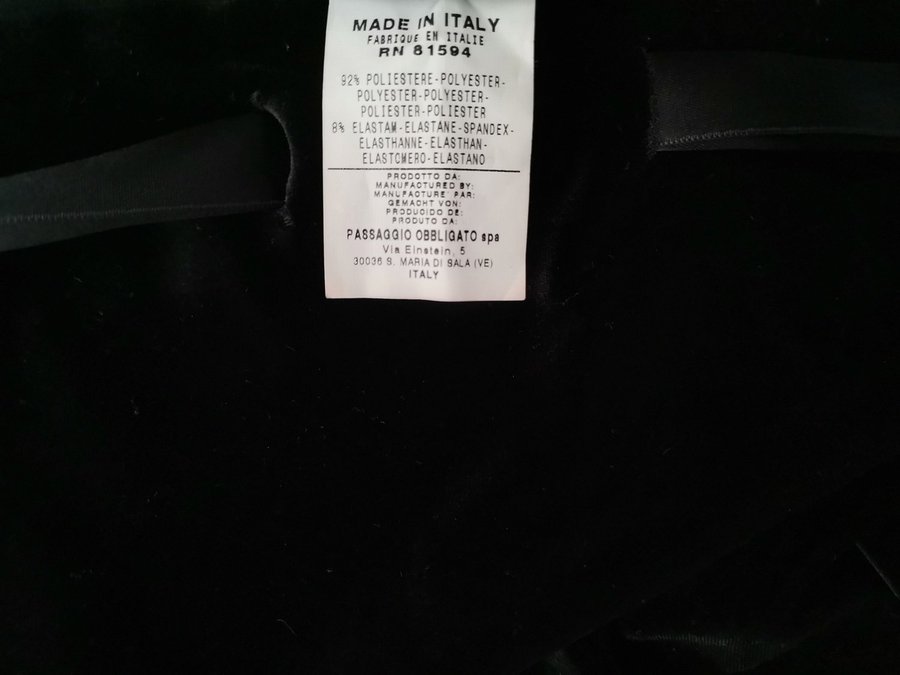 MADE IN ITALY
FABRIQUE EN ITALIE
RN 81594
92% POLIESTERE-POLYESTER-
POLYESTER-POLYESTER-
POLIESTER-POLIESTER
8% ELASTAM-ELASTANE-SPANDEX-
ELASTHANNE-ELASTHAN-
ELASTOMERO-ELASTANO
PRODOTTO DA:
MANUFACTURED BY:
MANUFACTURE PAR:
GEMACHT VON:
PRODUCIDO DE:
PRODUTO DA:
PASSAGGIO OBBLIGATO spa
Via Einstein, 5
30036 S. MARIA DI SALA (VE)
ITALY